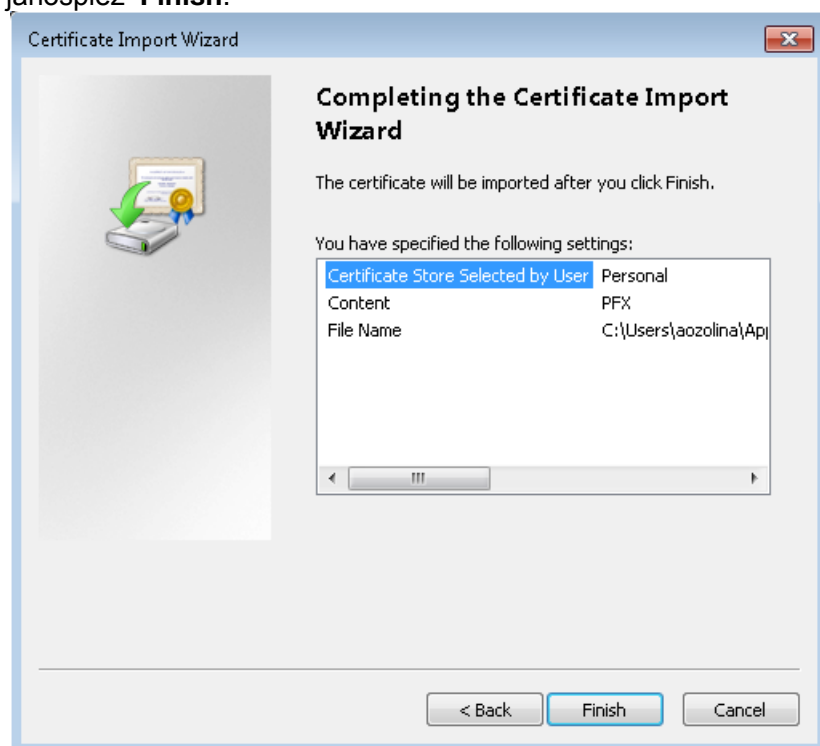 jānospiež "Finish".
Certificate Import Wizard
Completing the Certificate Import
Wizard
The certificate will be imported after you click Finish.
You have specified the following settings:
Certificate Store Selected by User Personal
Content PFX
File Name C:\Users\aozolina\Ap
< Back Finish Cancel